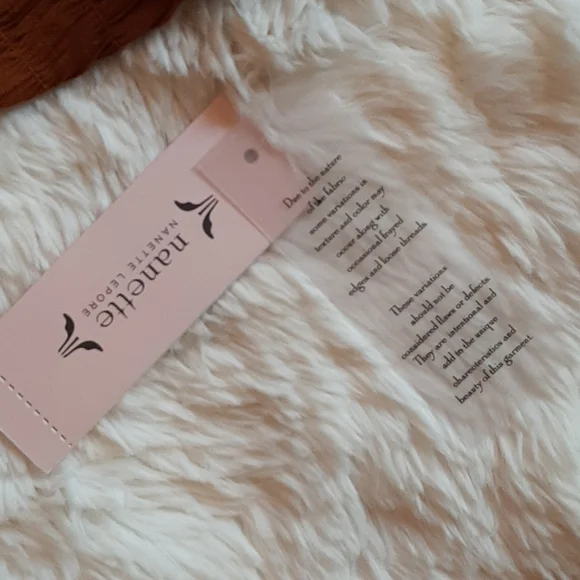 nanette
NANETTE LEPORE
Due to the nature
of the fabric
some variations in
texture and color may
occur along with
occasional frayed
edges and loose threads
These variations
should not be
considered flaws or defects
They are intentional and
add to the unique
characteristics and
beauty of this garment